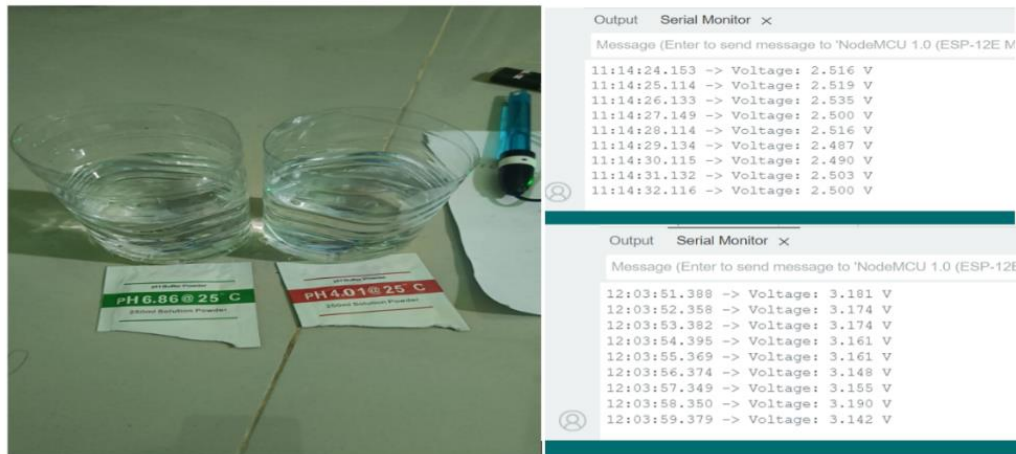 pH Buffer Powder
PH6.86@25°C
250ml Solution Powder
pH Buffer Powder
PH4.01@25°C
250ml Solution Powder
Output Serial Monitor ×
Message (Enter to send message to 'NodeMCU 1.0 (ESP-12E M
11:14:24.153 -> Voltage: 2.516 V
11:14:25.114 -> Voltage: 2.519 V
11:14:26.133 -> Voltage: 2.535 V
11:14:27.149 -> Voltage: 2.500 V
11:14:28.114 -> Voltage: 2.516 V
11:14:29.134 -> Voltage: 2.487 V
11:14:30.115 -> Voltage: 2.490 V
11:14:31.132 -> Voltage: 2.503 V
11:14:32.116 -> Voltage: 2.500 V
Output Serial Monitor ×
Message (Enter to send message to 'NodeMCU 1.0 (ESP-12E
12:03:51.388 -> Voltage: 3.181 V
12:03:52.358 -> Voltage: 3.174 V
12:03:53.382 -> Voltage: 3.174 V
12:03:54.395 -> Voltage: 3.161 V
12:03:55.369 -> Voltage: 3.161 V
12:03:56.374 -> Voltage: 3.148 V
12:03:57.349 -> Voltage: 3.155 V
12:03:58.350 -> Voltage: 3.190 V
12:03:59.379 -> Voltage: 3.142 V